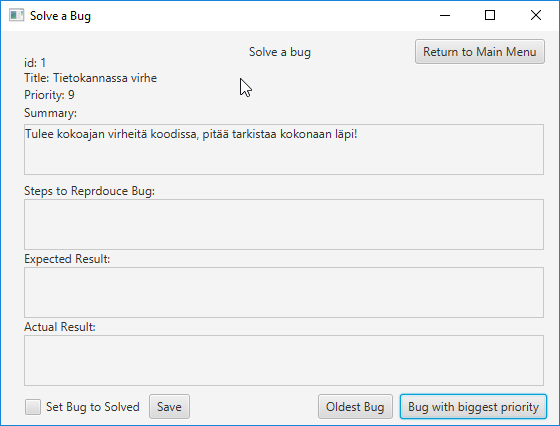 Solve a Bug
Solve a bug
Return to Main Menu
id: 1
Title: Tietokannassa virhe
Priority: 9
Summary:
Tulee kokoajan virheitä koodissa, pitää tarkistaa kokonaan läpi!
Steps to Reprdouce Bug:
Expected Result:
Actual Result:
Set Bug to Solved
Save
Oldest Bug
Bug with biggest priority